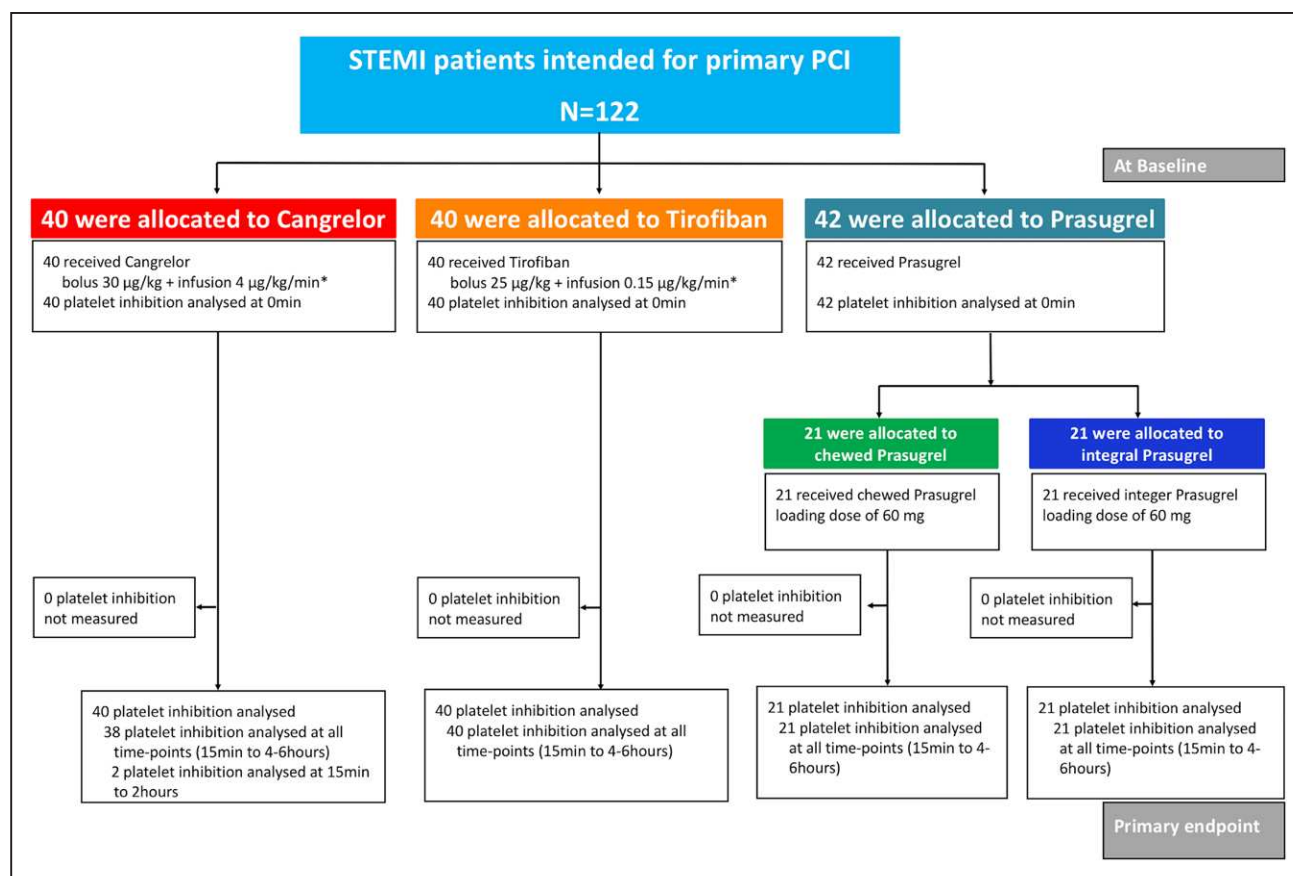 STEMI patients intended for primary PCI
N=122
At Baseline
40 were allocated to Cangrelor
40 received Cangrelor
bolus 30 µg/kg + infusion 4 µg/kg/min*
40 platelet inhibition analysed at 0min
40 were allocated to Tirofiban
40 received Tirofiban
bolus 25 µg/kg + infusion 0.15 µg/kg/min*
40 platelet inhibition analysed at 0min
42 were allocated to Prasugrel
42 received Prasugrel
42 platelet inhibition analysed at 0min
21 were allocated to
chewed Prasugrel
21 received chewed Prasugrel
loading dose of 60 mg
21 were allocated to
integral Prasugrel
21 received integer Prasugrel
loading dose of 60 mg
0 platelet inhibition
not measured
0 platelet inhibition
not measured
0 platelet inhibition
not measured
0 platelet inhibition
not measured
40 platelet inhibition analysed
38 platelet inhibition analysed at all
time-points (15min to 4-6hours)
2 platelet inhibition analysed at 15min
to 2hours
40 platelet inhibition analysed
40 platelet inhibition analysed at all
time-points (15min to 4-6hours)
21 platelet inhibition analysed
21 platelet inhibition analysed
at all time-points (15min to 4-
6hours)
21 platelet inhibition analysed
21 platelet inhibition analysed
at all time-points (15min to 4-
6hours)
Primary endpoint